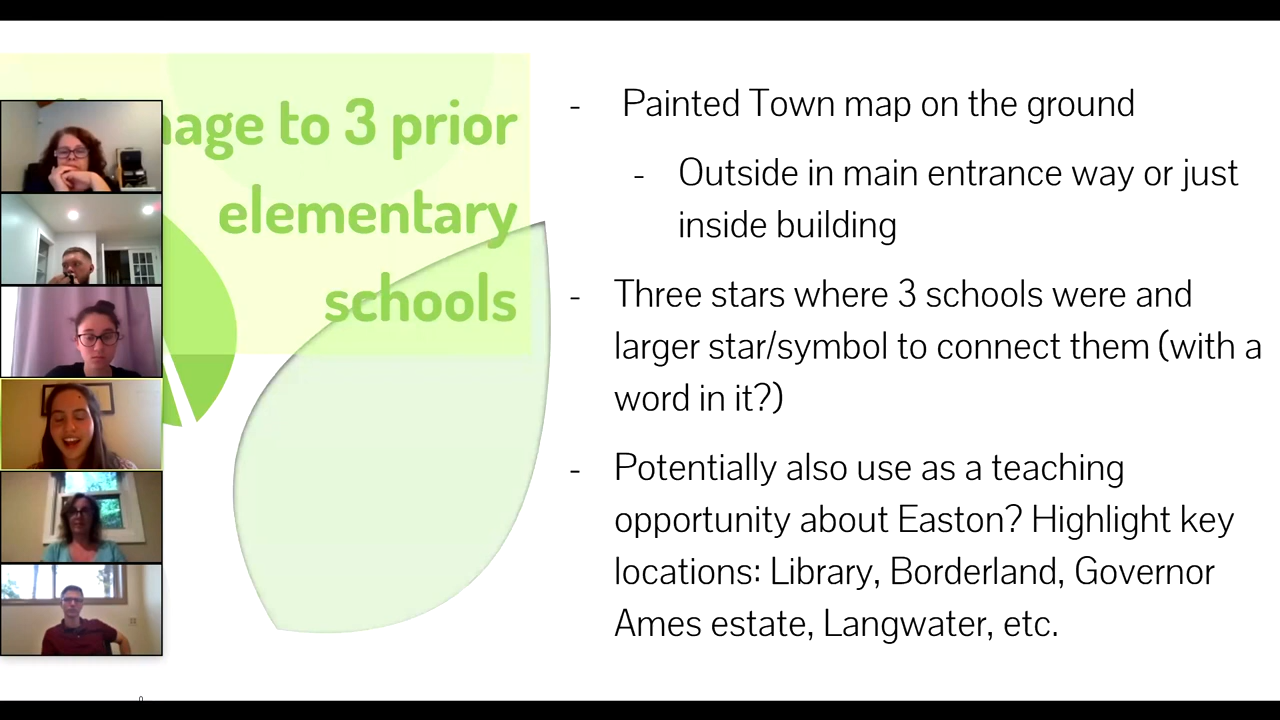 mage to 3 prior
elementary
schools
- Painted Town map on the ground
- Outside in main entrance way or just
inside building
- Three stars where 3 schools were and
larger star/symbol to connect them (with a
word in it?)
- Potentially also use as a teaching
opportunity about Easton? Highlight key
locations: Library, Borderland, Governor
Ames estate, Langwater, etc.